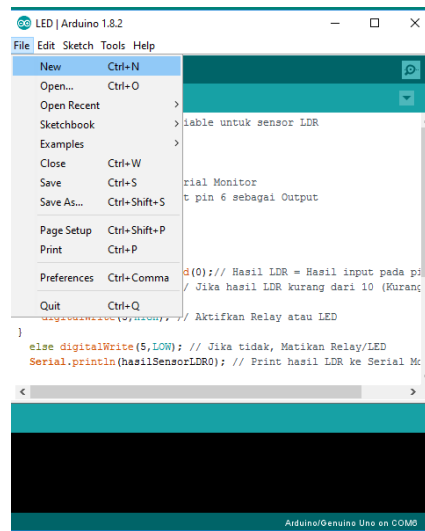 LED | Arduino 1.8.2
File Edit Sketch Tools Help
New Ctrl+N
Open... Ctrl+O
Open Recent
Sketchbook
Examples
Close Ctrl+W
Save Ctrl+S
Save As... Ctrl+Shift+S
Page Setup Ctrl+Shift+P
Print Ctrl+P
Preferences Ctrl+Comma
Quit Ctrl+Q
iable untuk sensor LDR
rial Monitor
t pin 6 sebagai Output
d(0);// Hasil LDR = Hasil input pada pi
/ Jika hasil LDR kurang dari 10 (Kurang
// Aktifkan Relay atau LED
}
else digitalWrite(5,LOW); // Jika tidak, Matikan Relay/LED
Serial.println(hasilSensorLDR0); // Print hasil LDR ke Serial Mo
Arduino/Genuino Uno on COM6